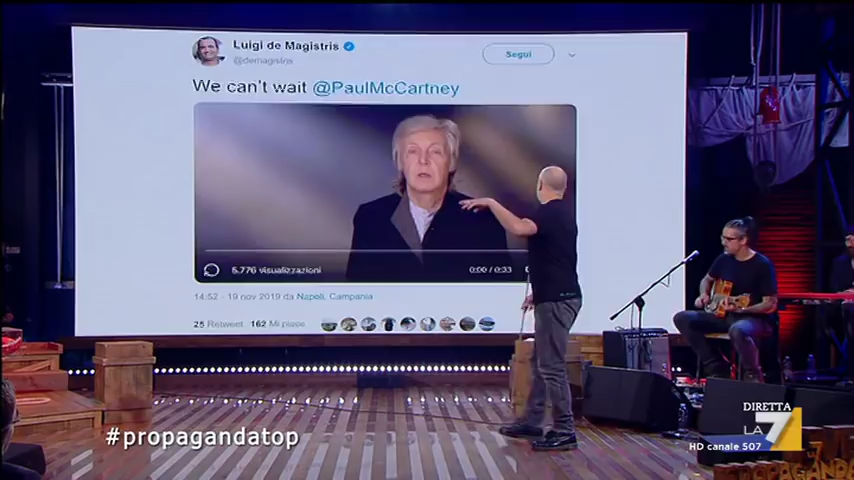 Luigi de Magistris
@demagistris
Segui
We can't wait @PaulMcCartney
5.776 visualizzazioni
0:00 / 0:33
14:52 - 19 nov 2019 da Napoli, Campania
25 Retweet 162 Mi piace
#propagandatop
DIRETTA
LA 7
HD canale 507
PROPAGANDA